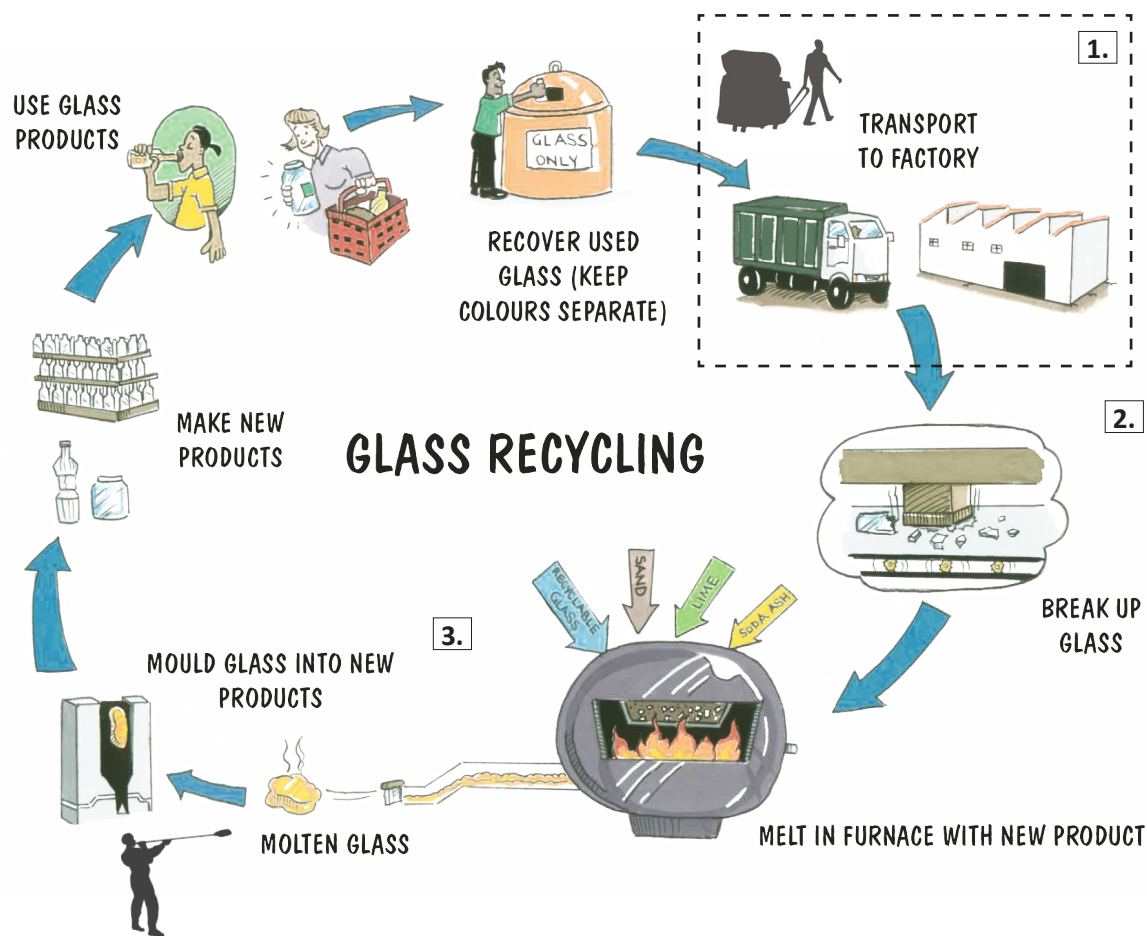 USE GLASS
PRODUCTS
GLASS
ONLY
RECOVER USED
GLASS (KEEP
COLOURS SEPARATE)
1.
TRANSPORT
TO FACTORY
2.
BREAK UP
GLASS
GLASS RECYCLING
RECYCLABLE
GLASS
SAND
LIME
SODA ASH
MELT IN FURNACE WITH NEW PRODUCT
3.
MOLTEN GLASS
MOULD GLASS INTO NEW
PRODUCTS
MAKE NEW
PRODUCTS